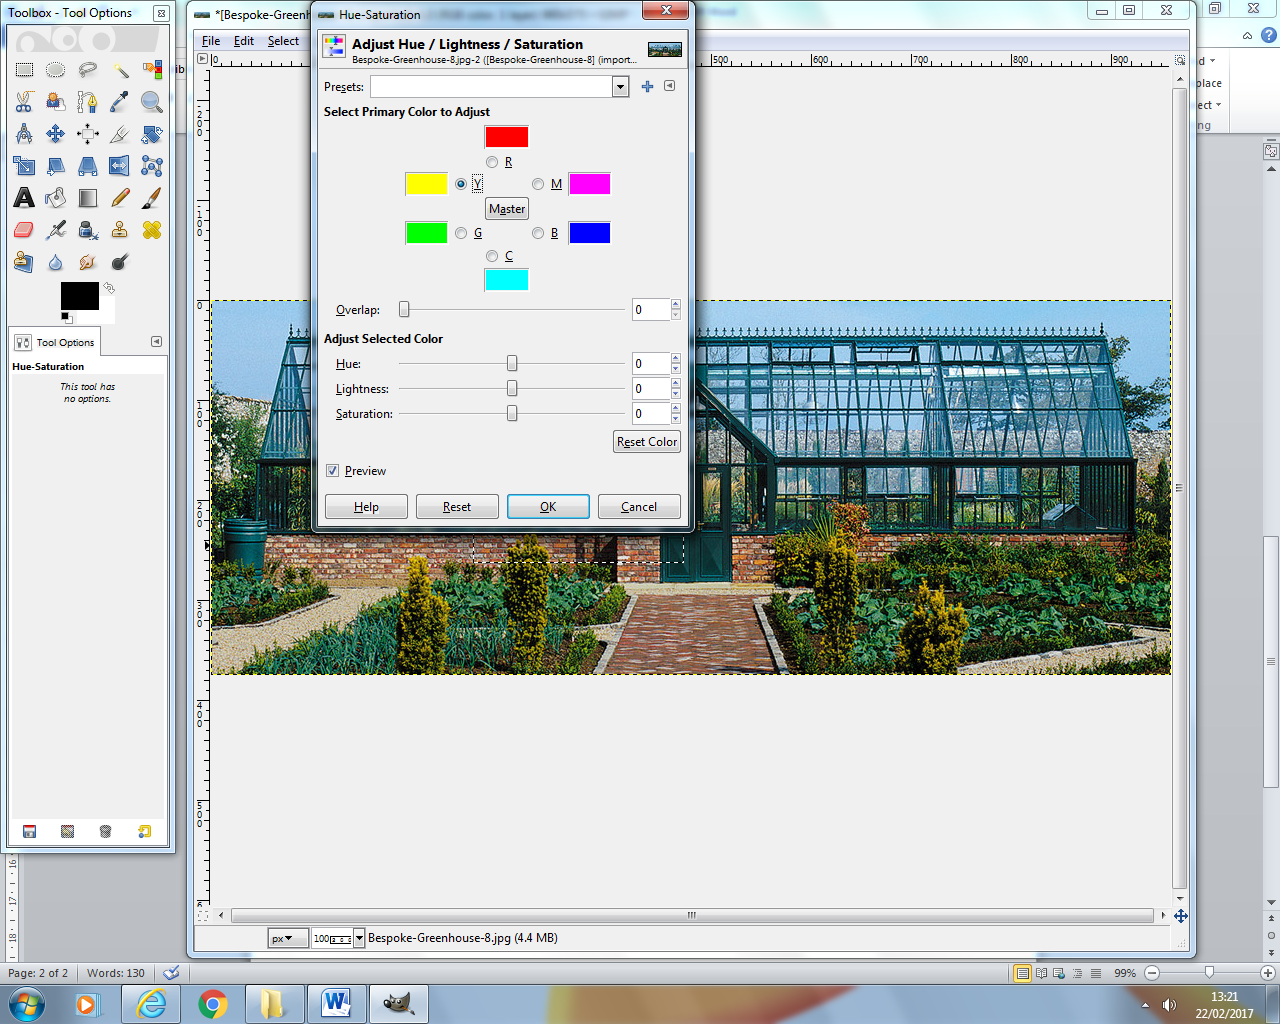 Toolbox - Tool Options
*[Bespoke-Greenh
Hue-Saturation
File Edit Select
Adjust Hue / Lightness / Saturation
Bespoke-Greenhouse-8.jpg-2 ([Bespoke-Greenhouse-8] (import...
Presets:
Select Primary Color to Adjust
R
Y
M
Master
G
B
C
Overlap:
0
Adjust Selected Color
Hue:
0
Lightness:
0
Saturation:
0
Reset Color
Preview
Help Reset OK Cancel
Tool Options
Hue-Saturation
This tool has
no options.
0 500 600 700 800 900
place
ect
ng
px
100
Bespoke-Greenhouse-8.jpg (4.4 MB)
Page: 2 of 2 Words: 130
99%
13:21
22/02/2017